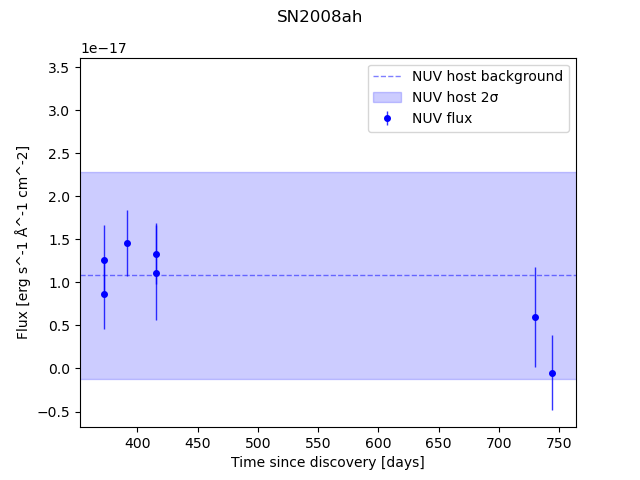 SN2008ah
1e−17
3.5
3.0
2.5
2.0
1.5
1.0
0.5
0.0
−0.5
Flux [erg s^-1 Å^-1 cm^-2]
NUV host background
NUV host 2σ
NUV flux
400 450 500 550 600 650 700 750
Time since discovery [days]